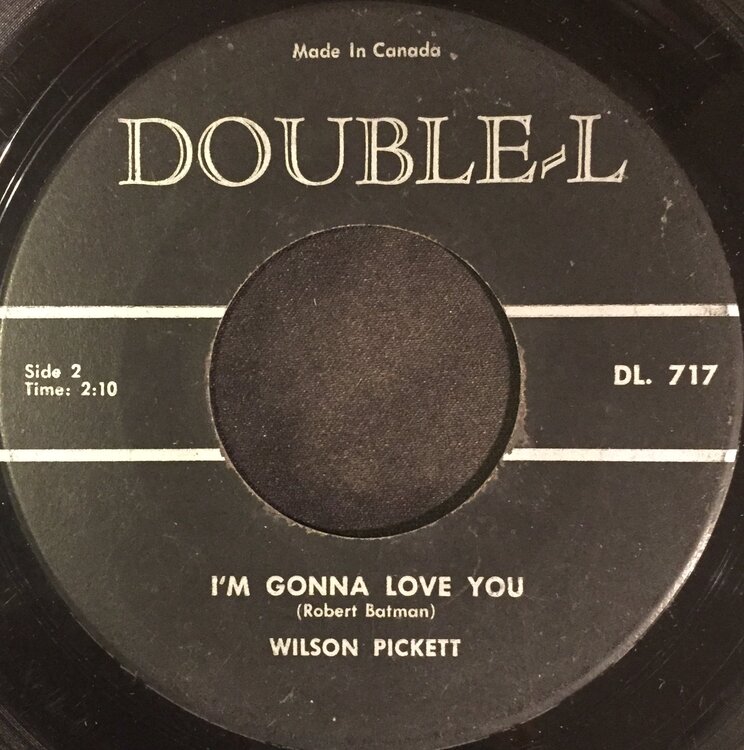 Made In Canada
DOUBLE-L
Side 2
Time: 2:10
DL. 717
I'M GONNA LOVE YOU
(Robert Batman)
WILSON PICKETT